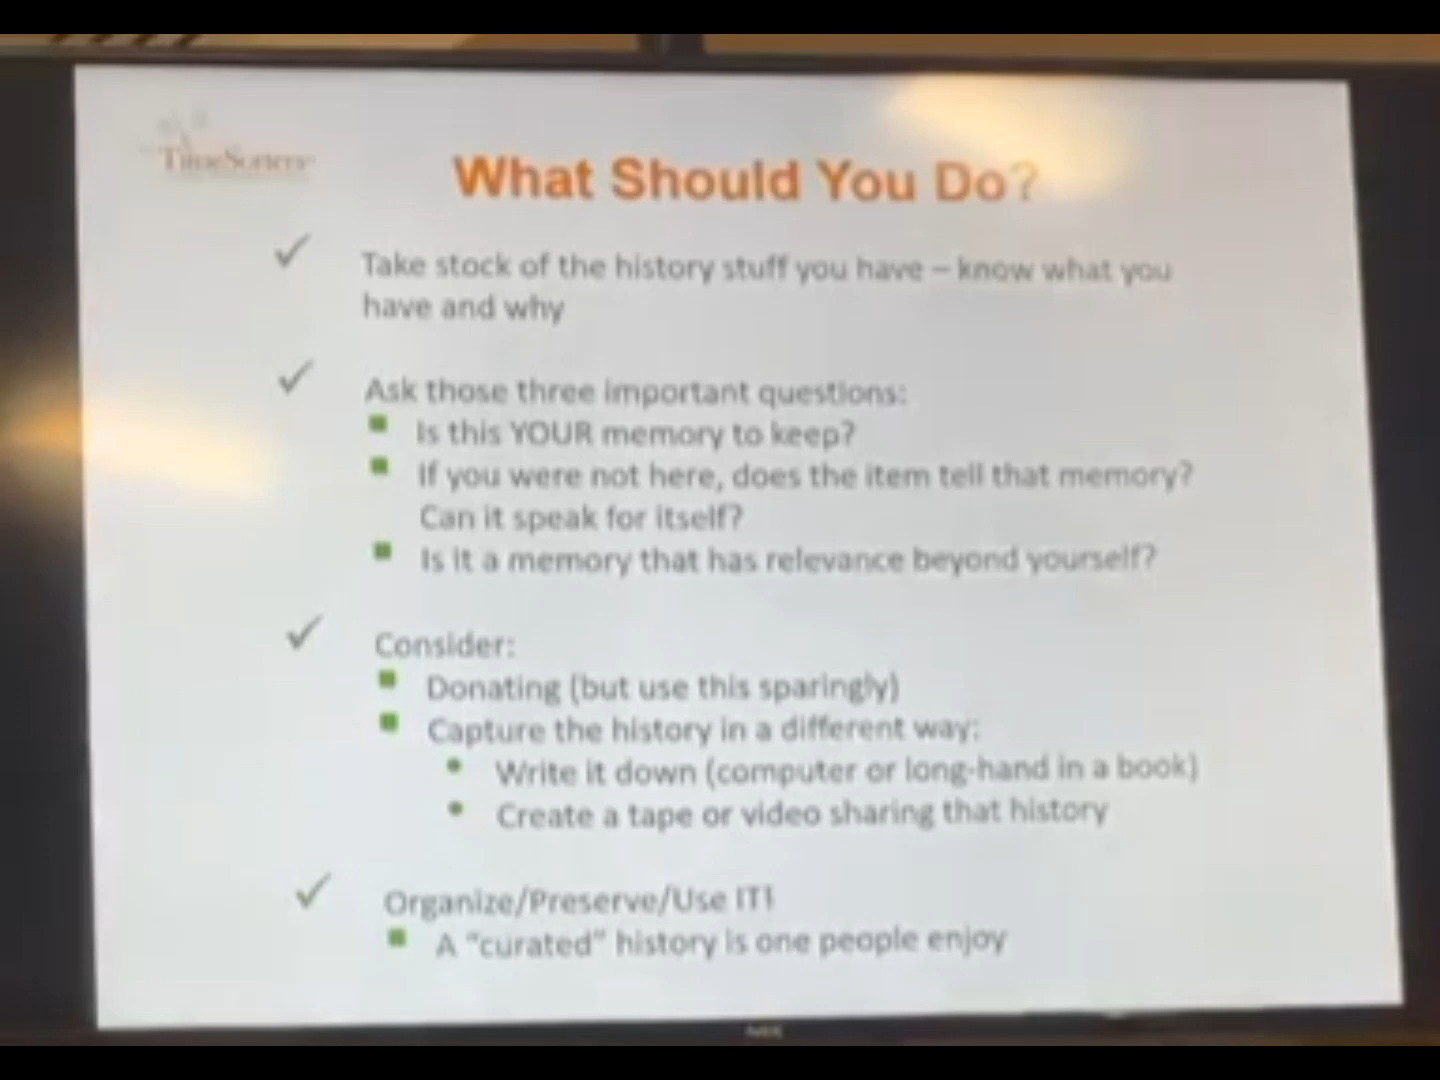 TimeSorters
What Should You Do?
Take stock of the history stuff you have – know what you
have and why
Ask those three important questions:
Is this YOUR memory to keep?
If you were not here, does the item tell that memory?
Can it speak for itself?
Is it a memory that has relevance beyond yourself?
Consider:
Donating (but use this sparingly)
Capture the history in a different way:
Write it down (computer or long-hand in a book)
Create a tape or video sharing that history
Organize/Preserve/Use IT!
A "curated" history is one people enjoy
NEC